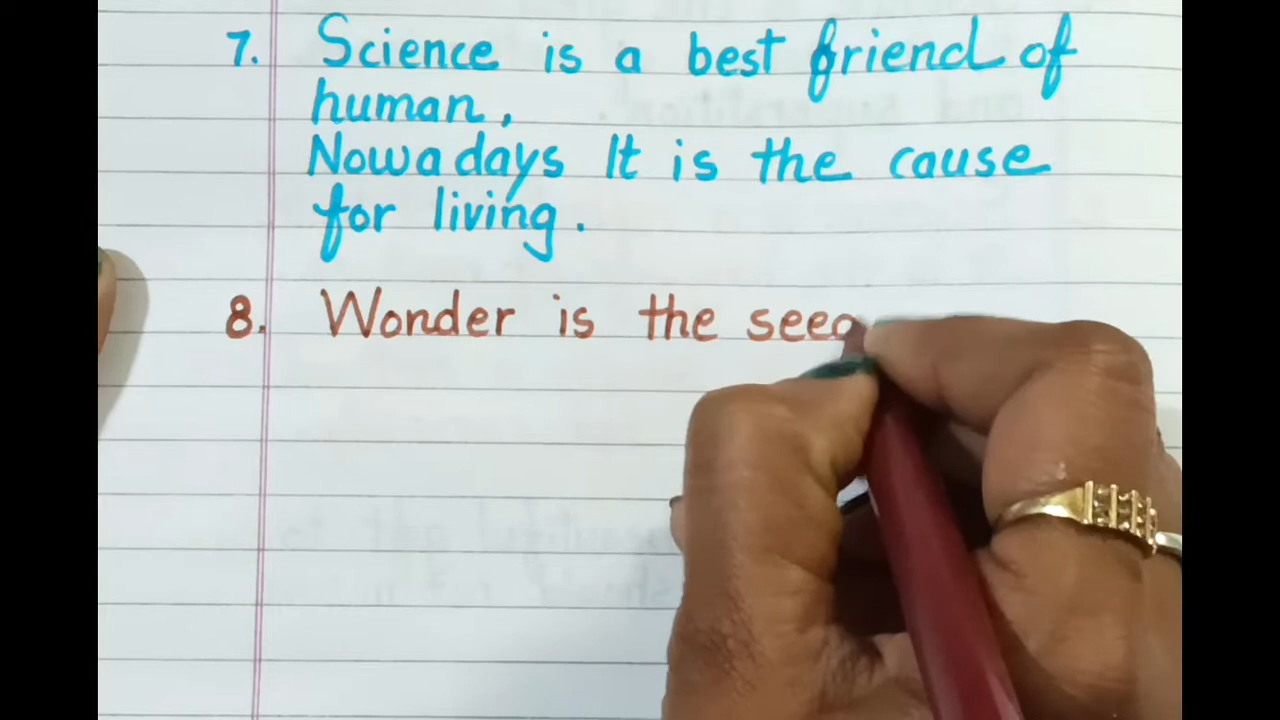 7. Science is a best friend of
human,
Nowadays It is the cause
for living.
8. Wonder is the